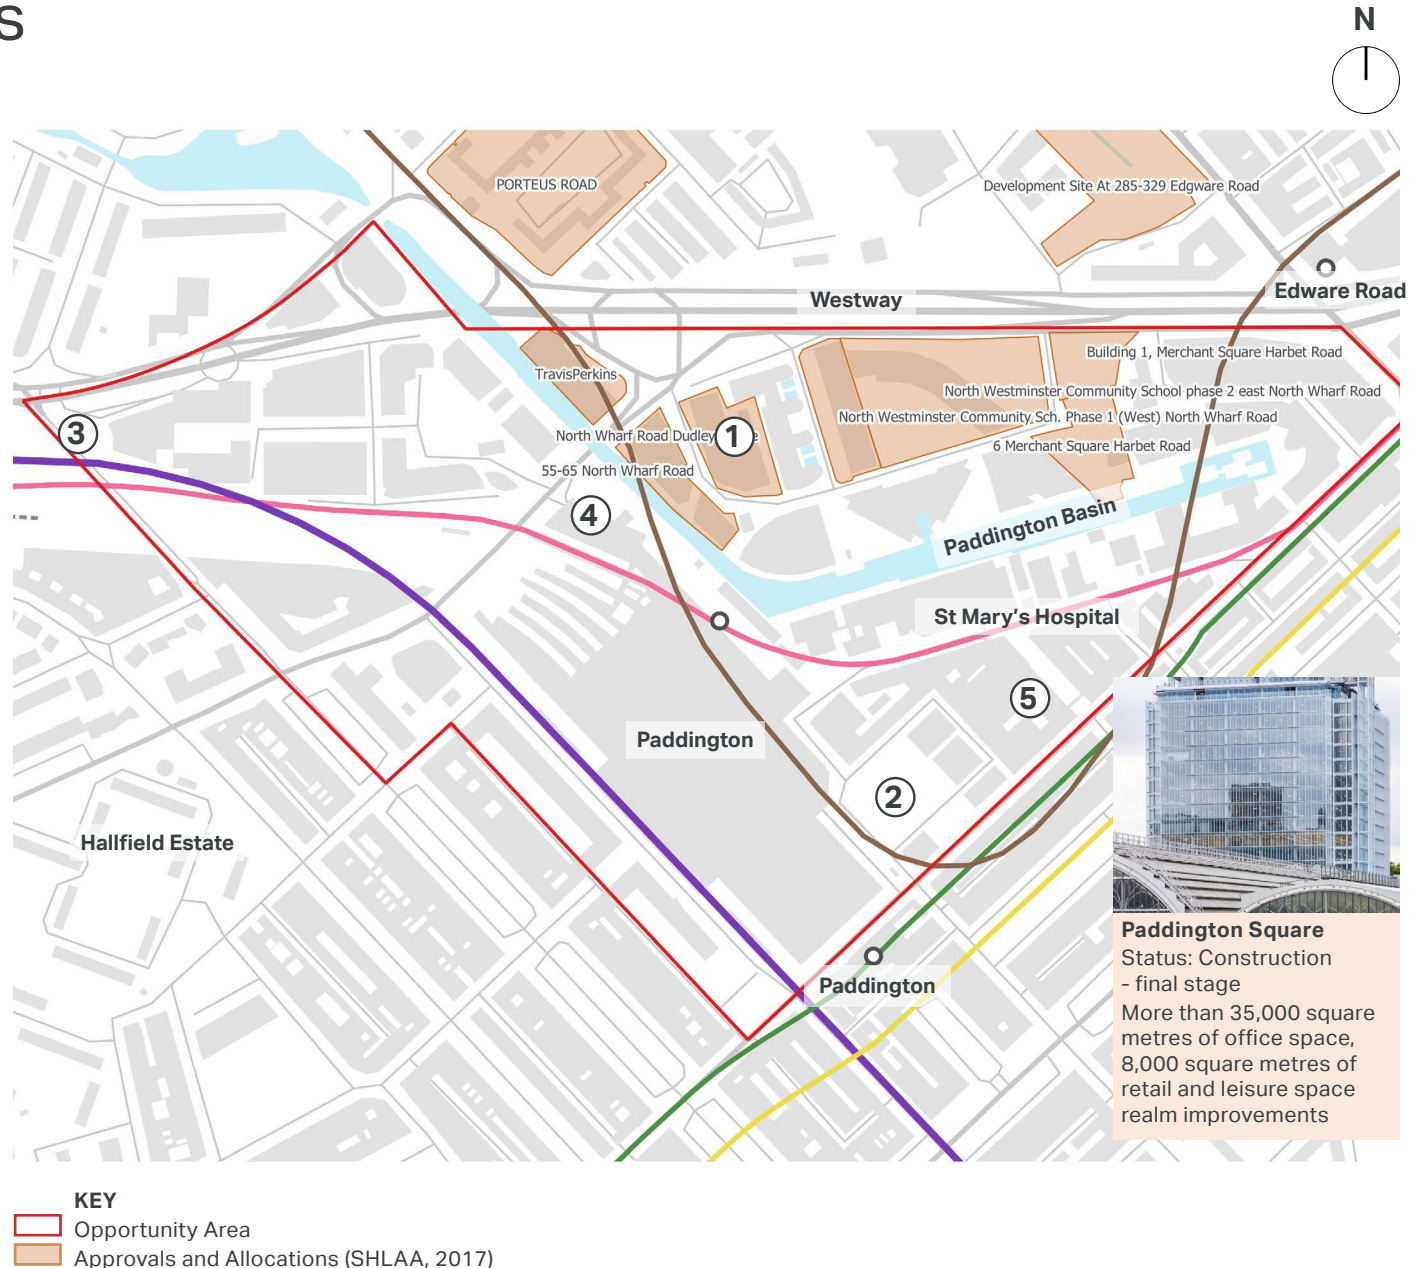 S
N
PORTEUS ROAD
Development Site At 285-329 Edgware Road
Edware Road
Westway
Building 1, Merchant Square Harbet Road
TravisPerkins
North Westminster Community School phase 2 east North Wharf Road
North Westminster Community Sch. Phase 1 (West) North Wharf Road
North Wharf Road Dudley
1
3
6 Merchant Square Harbet Road
55-65 North Wharf Road
4
Paddington Basin
St Mary's Hospital
5
Paddington
2
Hallfield Estate
Paddington
Paddington Square
Status: Construction
- final stage
More than 35,000 square
metres of office space,
8,000 square metres of
retail and leisure space
realm improvements
KEY
Opportunity Area
Approvals and Allocations (SHLAA, 2017)